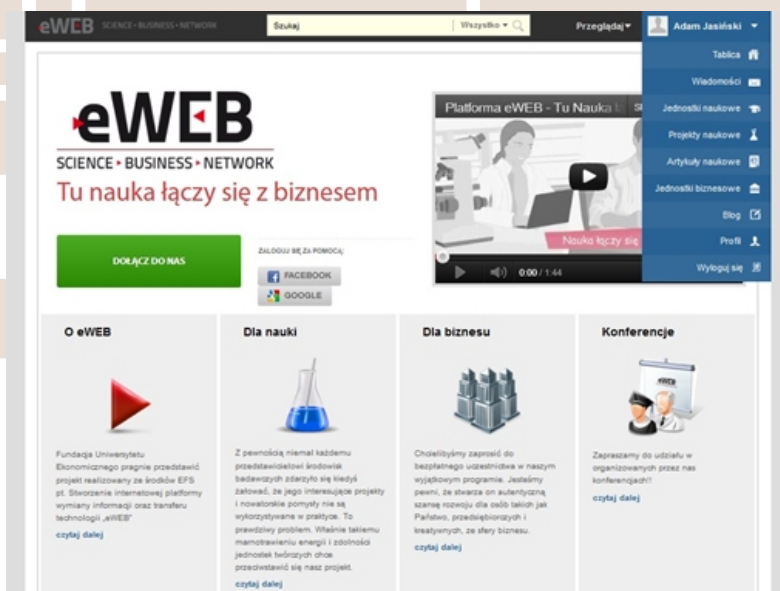 eWEB SCIENCE • BUSINESS • NETWORK
Szukaj
Wszystko
Przeglądaj
Adam Jasiński
Tablica
Wiadomości
Jednostki naukowe
Projekty naukowe
Artykuły naukowe
Jednostki biznesowe
Blog
Profil
Wyloguj się
eWEB
SCIENCE • BUSINESS • NETWORK
Tu nauka łączy się z biznesem
DOŁĄCZ DO NAS
ZALOGUJ SIĘ ZA POMOCĄ:
FACEBOOK
GOOGLE
Platforma eWEB - Tu Nauka
Nauka łączy się
0:00 / 1:44
O eWEB
Fundacja Uniwersytetu
Ekonomicznego pragnie przedstawić
projekt realizowany ze środków EFS
pt. Stworzenie internetowej platformy
wymiany informacji oraz transferu
technologii „eWEB”
czytaj dalej
Dla nauki
Z pewnością niemal każdemu
przedstawicielowi środowisk
badawczych zdarzyło się kiedyś
żałować, że jego interesujące projekty
i nowatorskie pomysły nie są
wykorzystywane w praktyce. To
prawdziwy problem. Właśnie takiemu
marnotrawieniu energii i zdolności
jednostek twórczych chce
przeciwstawić się nasz projekt.
czytaj dalej
Dla biznesu
Chcielibyśmy zaprosić do
bezpłatnego uczestnictwa w naszym
wyjątkowym programie. Jesteśmy
pewni, że stwarza on autentyczną
szansę rozwoju dla osób takich jak
Państwo, przedsiębiorczych i
kreatywnych, ze sfery biznesu.
czytaj dalej
Konferencje
eWEB
Zapraszamy do udziału w
organizowanych przez nas
konferencjach!!
czytaj dalej